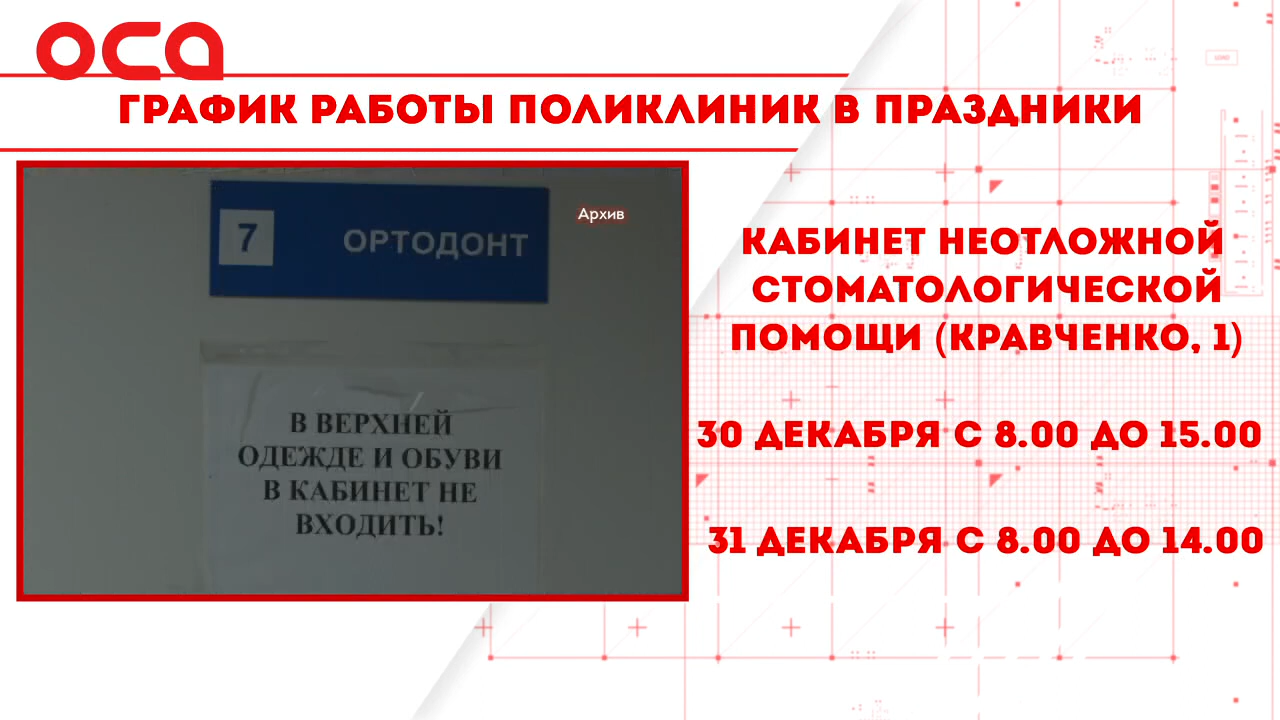 оса
ГРАФИК РАБОТЫ ПОЛИКЛИНИК В ПРАЗДНИКИ
Архив
7 ОРТОДОНТ
В ВЕРХНЕЙ
ОДЕЖДЕ И ОБУВИ
В КАБИНЕТ НЕ
ВХОДИТЬ!
КАБИНЕТ НЕОТЛОЖНОЙ
СТОМАТОЛОГИЧЕСКОЙ
ПОМОЩИ (КРАВЧЕНКО, 1)
30 ДЕКАБРЯ С 8.00 ДО 15.00
31 ДЕКАБРЯ С 8.00 ДО 14.00